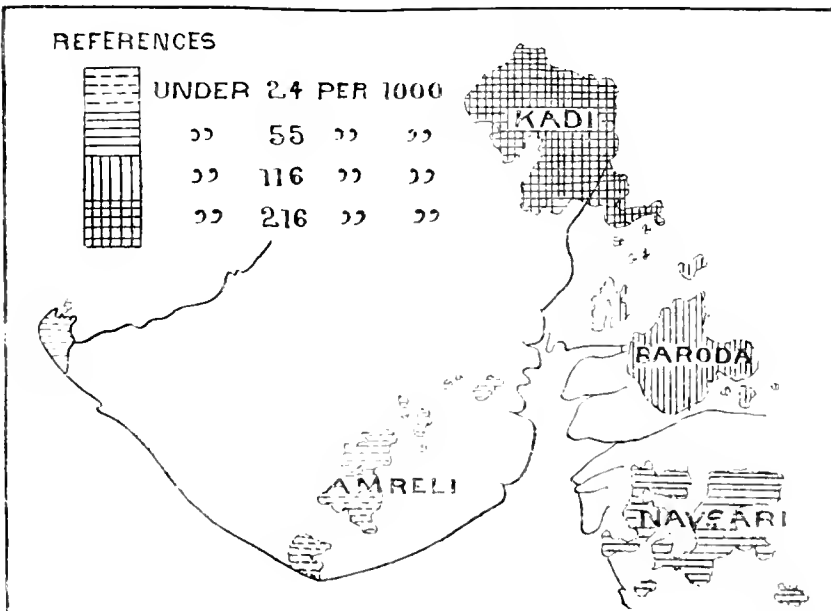 REFERENCES
UNDER 24 PER 1000
,, 55 ,, ,,
,, 116 ,, ,,
,, 216 ,, ,,
KADI
BARODA
AMRELI
NAVSARI